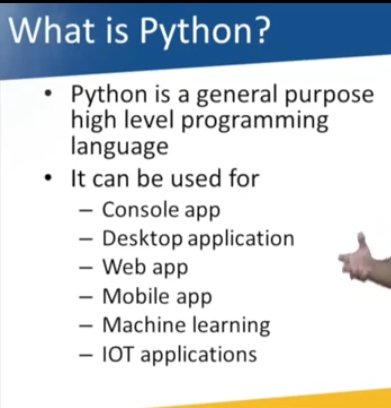 What is Python?
• Python is a general purpose
high level programming
language
• It can be used for
– Console app
– Desktop application
– Web app
– Mobile app
– Machine learning
– IOT applications